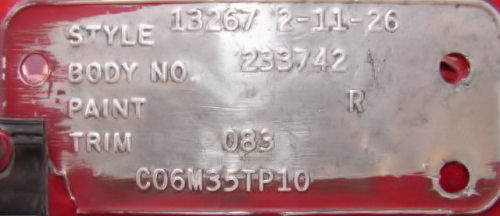 STYLE 13267 2-11-26
BODY NO. 233742
PAINT R
TRIM 083
C06M35TP10